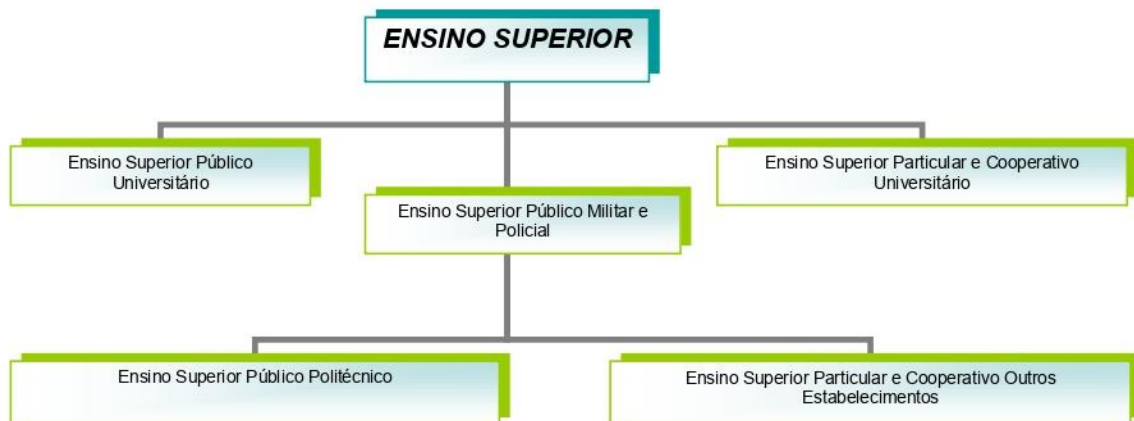 ENSINO SUPERIOR
Ensino Superior Público
Universitário
Ensino Superior Particular e Cooperativo
Universitário
Ensino Superior Público Militar e
Policial
Ensino Superior Público Politécnico
Ensino Superior Particular e Cooperativo Outros
Estabelecimentos